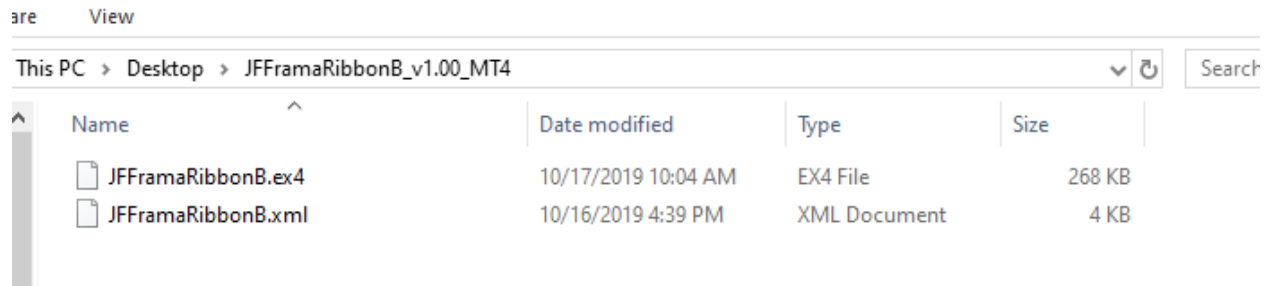 are View
This PC > Desktop > JFFramaRibbonB_v1.00_MT4 Search
Name Date modified Type Size
JFFramaRibbonB.ex4 10/17/2019 10:04 AM EX4 File 268 KB
JFFramaRibbonB.xml 10/16/2019 4:39 PM XML Document 4 KB